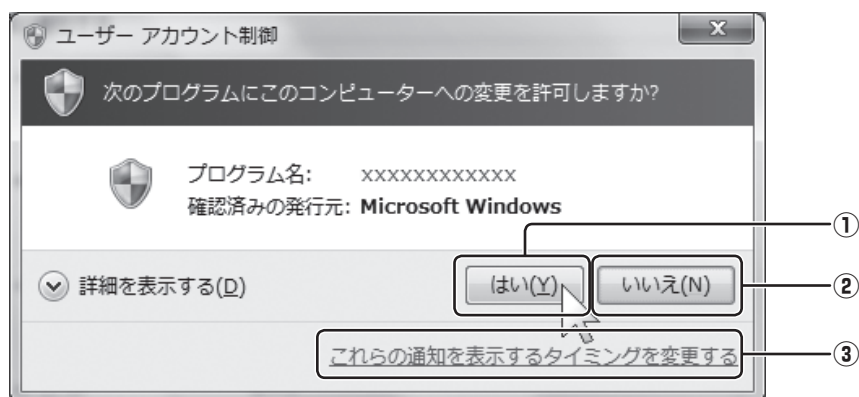 ユーザー アカウント制御
次のプログラムにこのコンピューターへの変更を許可しますか?
プログラム名: xxxxxxxxxxxx
確認済みの発行元: Microsoft Windows
①
詳細を表示する(D) はい(Y) いいえ(N) ②
これらの通知を表示するタイミングを変更する ③